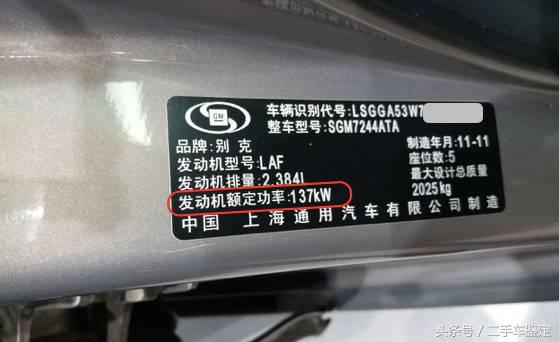 GM
车辆识别代号:LSGGA53W7
整车型号:SGM7244ATA
品牌:别克
制造年月:11-11
发动机型号:LAF
座位数:5
发动机排量:2.384L
最大设计总质量
2025kg
发动机额定功率:137kW
中国 上海通用汽车有限公司制造
头条号/二手车鉴定